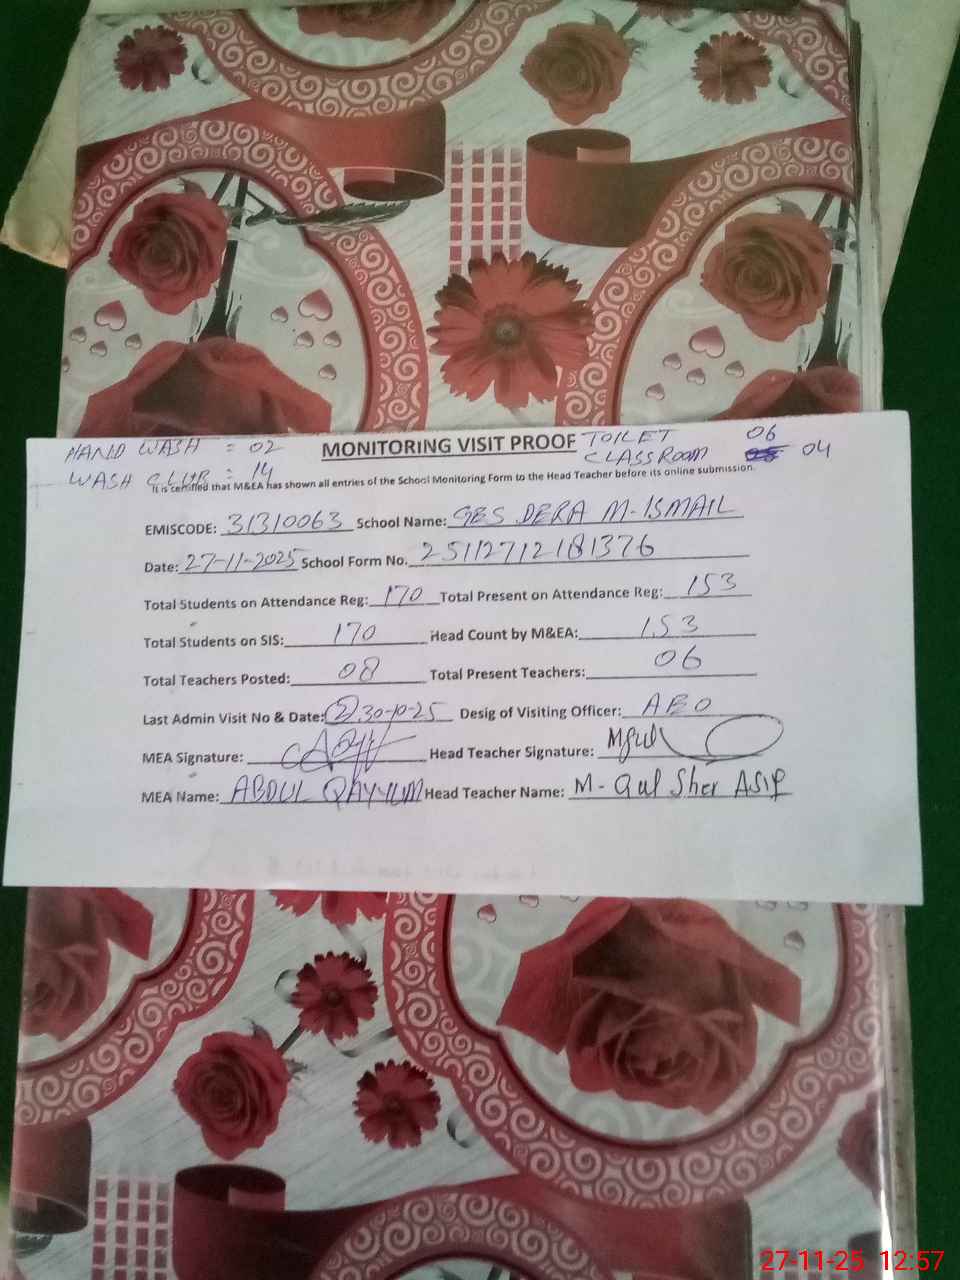 HAND WASH = 02 MONITORING VISIT PROOF TOILET 06
WASH CLUB = 14 CLASSROOM 04
It is certified that M&EA has shown all entries of the School Monitoring Form to the Head Teacher before its online submission.
EMISCODE: 31310063 School Name: GES DERA M-ISMAIL
Date: 27-11-2025 School Form No. 25112712181376
Total Students on Attendance Reg: 170 Total Present on Attendance Reg: 153
Total Students on SIS: 170 Head Count by M&EA: 153
Total Teachers Posted: 08 Total Present Teachers: 06
Last Admin Visit No & Date: (2) 30-10-25 Desig of Visiting Officer: AEO
MEA Signature: Head Teacher Signature:
MEA Name: ABDUL QAYYUM Head Teacher Name: M- Gul Sher ASIF
27-11-25 12:57